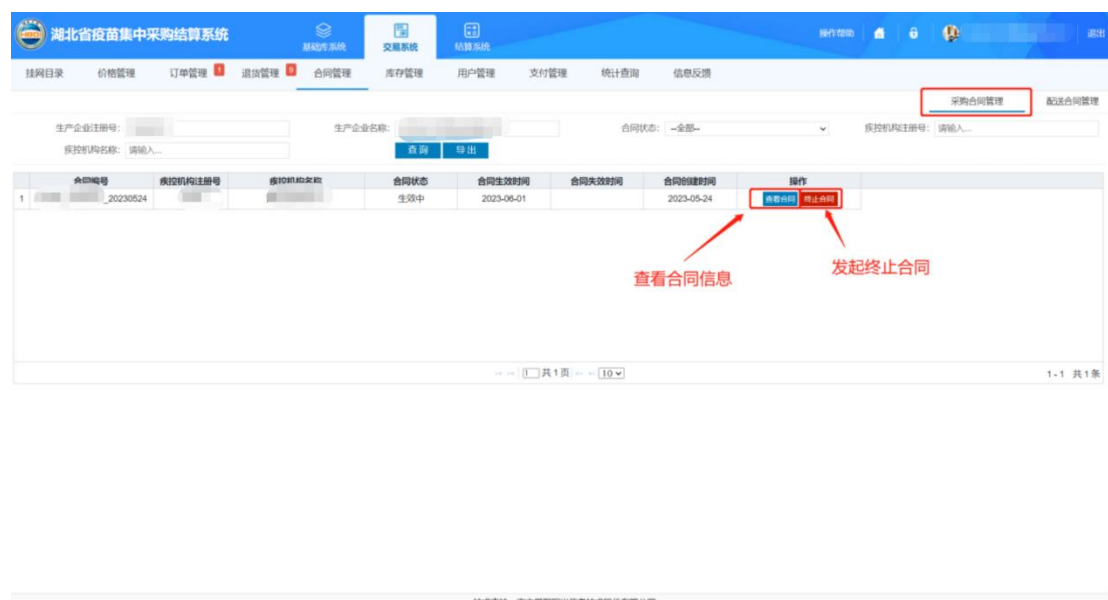 湖北省疫苗集中采购结算系统
基础库系统
交易系统
结算系统
操作帮助
退出
挂网目录 价格管理 订单管理 1 退货管理 9 合同管理 库存管理 用户管理 支付管理 统计查询 信息反馈
采购合同管理 配送合同管理
生产企业注册号: 生产企业名称: 合同状态: --全部-- 疾控机构注册号: 请输入...
疾控机构名称: 请输入... 查询 导出
合同编号 疾控机构注册号 疾控机构名称 合同状态 合同生效时间 合同失效时间 合同创建时间 操作
1 _20230524 生效中 2023-06-01 2023-05-24 查看合同 终止合同
查看合同信息
发起终止合同
1 共1页 10
1-1 共1条